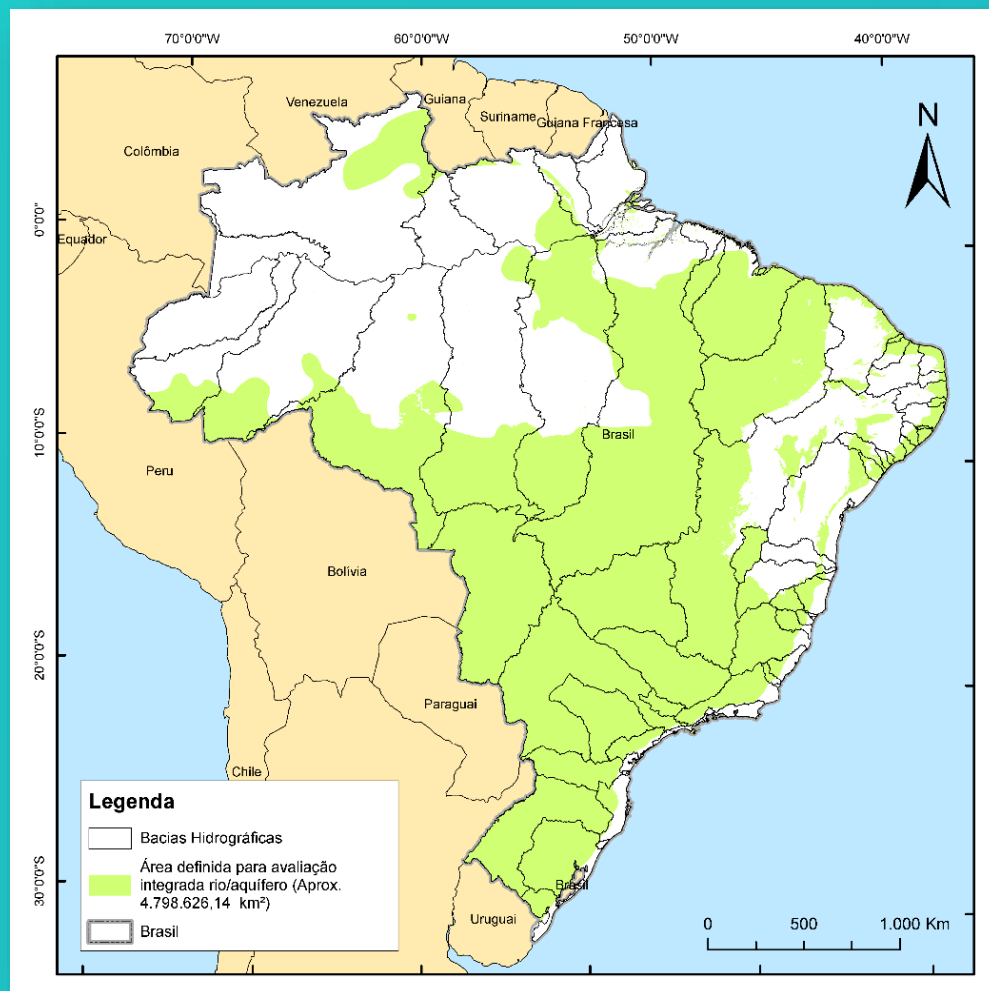 70°0'0"W 60°0'0"W 50°0'0"W 40°0'0"W
Venezuela
Guiana
Suriname
Guiana Francesa
Colômbia
N
0°0'0"
Equador
10°0'0"S
Brasil
Peru
Bolívia
20°0'0"S
Paraguai
Chile
Legenda
Bacias Hidrográficas
Área definida para avaliação
integrada rio/aquífero (Aprox.
4.798.626,14 km²)
Brasil
30°0'0"S
Brasil
Uruguai
0 500 1.000 Km